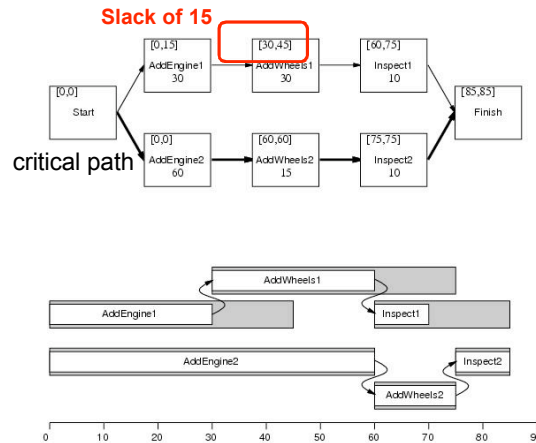 Slack of 15
[0,15]
AddEngine1
30
[30,45]
AddWheels1
30
[60,75]
Inspect1
10
[0,0]
Start
[85,85]
Finish
critical path
[0,0]
AddEngine2
60
[60,60]
AddWheels2
15
[75,75]
Inspect2
10
AddWheels1
AddEngine1
Inspect1
AddEngine2
Inspect2
AddWheels2
0 10 20 30 40 50 60 70 80 90